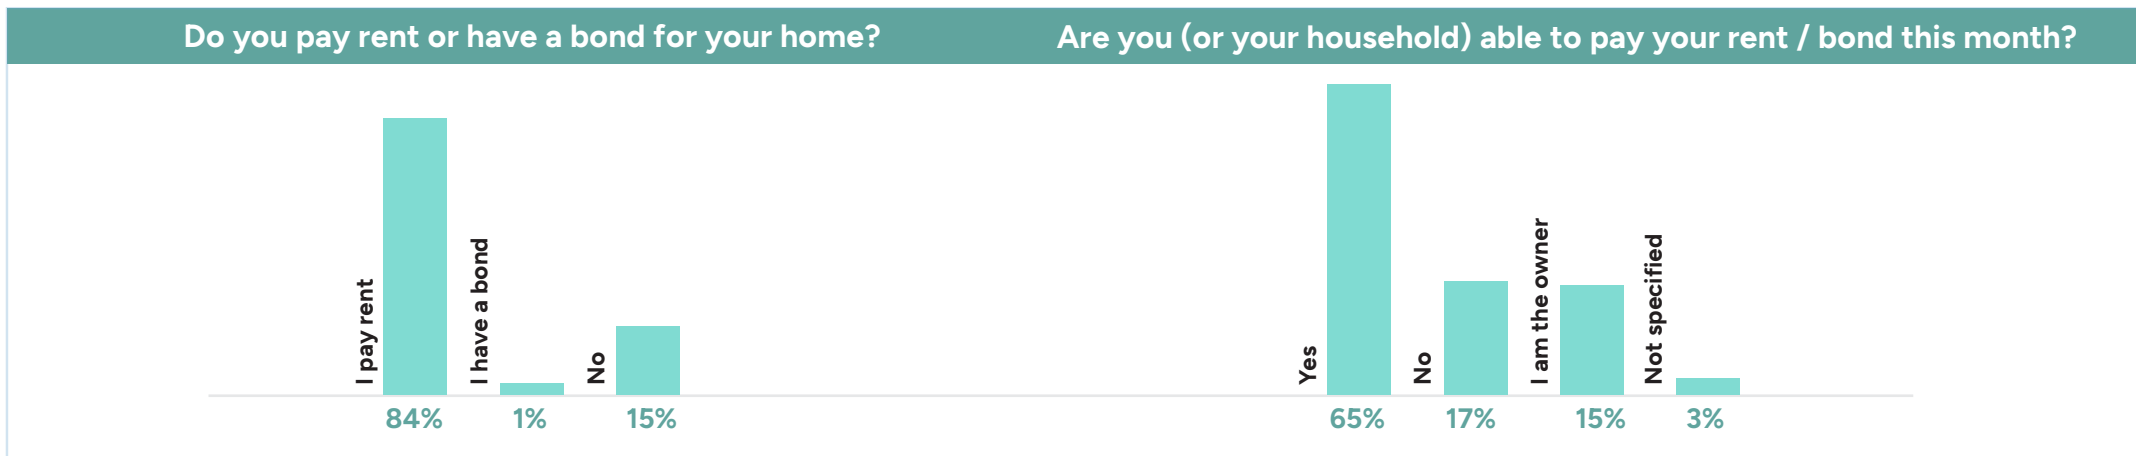 Do you pay rent or have a bond for your home?
I pay rent
I have a bond
No
84%
1%
15%
Are you (or your household) able to pay your rent / bond this month?
Yes
No
I am the owner
Not specified
65%
17%
15%
3%